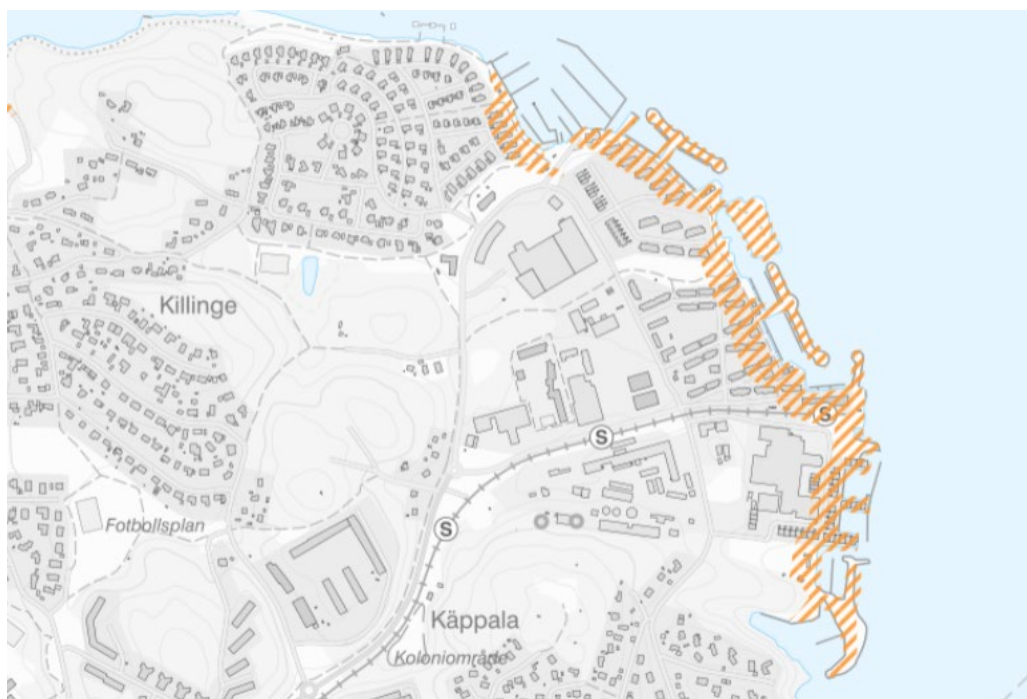 Killinge
S
S
Fotbollsplan
S
Käppala
Koloniområde